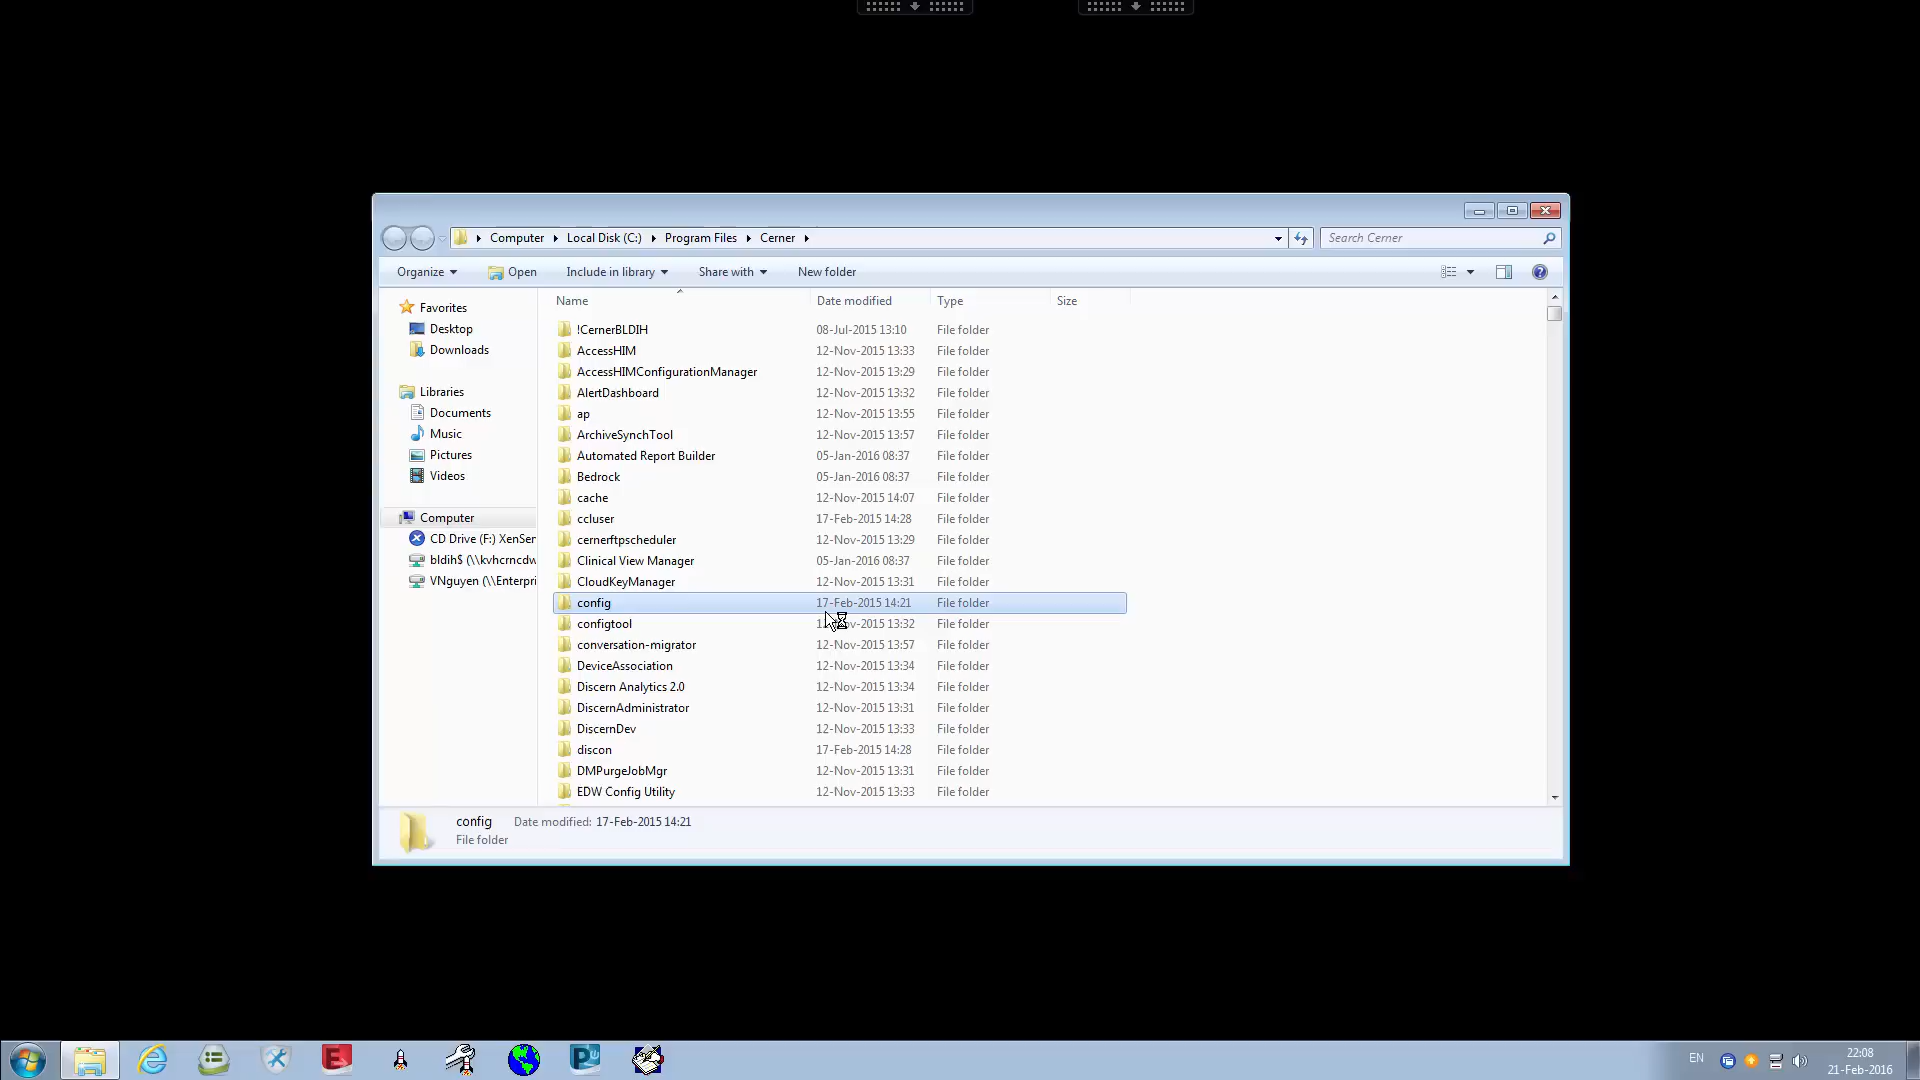 Computer Local Disk (C:) Program Files Cerner
Search Cerner
Organize Open Include in library Share with New folder
Favorites
Desktop
Downloads
Libraries
Documents
Music
Pictures
Videos
Computer
CD Drive (F:) XenSer
bldih$ (\\kvhcrncdw
VNguyen (\\Enterpri
Name Date modified Type Size
!CernerBLDIH 08-Jul-2015 13:10 File folder
AccessHIM 12-Nov-2015 13:33 File folder
AccessHIMConfigurationManager 12-Nov-2015 13:29 File folder
AlertDashboard 12-Nov-2015 13:32 File folder
ap 12-Nov-2015 13:55 File folder
ArchiveSynchTool 12-Nov-2015 13:57 File folder
Automated Report Builder 05-Jan-2016 08:37 File folder
Bedrock 05-Jan-2016 08:37 File folder
cache 12-Nov-2015 14:07 File folder
ccluser 17-Feb-2015 14:28 File folder
cernerftpscheduler 12-Nov-2015 13:29 File folder
Clinical View Manager 05-Jan-2016 08:37 File folder
CloudKeyManager 12-Nov-2015 13:31 File folder
config 17-Feb-2015 14:21 File folder
configtool 13:32 File folder
conversation-migrator 12-Nov-2015 13:57 File folder
DeviceAssociation 12-Nov-2015 13:34 File folder
Discern Analytics 2.0 12-Nov-2015 13:34 File folder
DiscernAdministrator 12-Nov-2015 13:31 File folder
DiscernDev 12-Nov-2015 13:33 File folder
discon 17-Feb-2015 14:28 File folder
DMPurgeJobMgr 12-Nov-2015 13:31 File folder
EDW Config Utility 12-Nov-2015 13:33 File folder
config Date modified: 17-Feb-2015 14:21
File folder
EN
22:08
21-Feb-2016